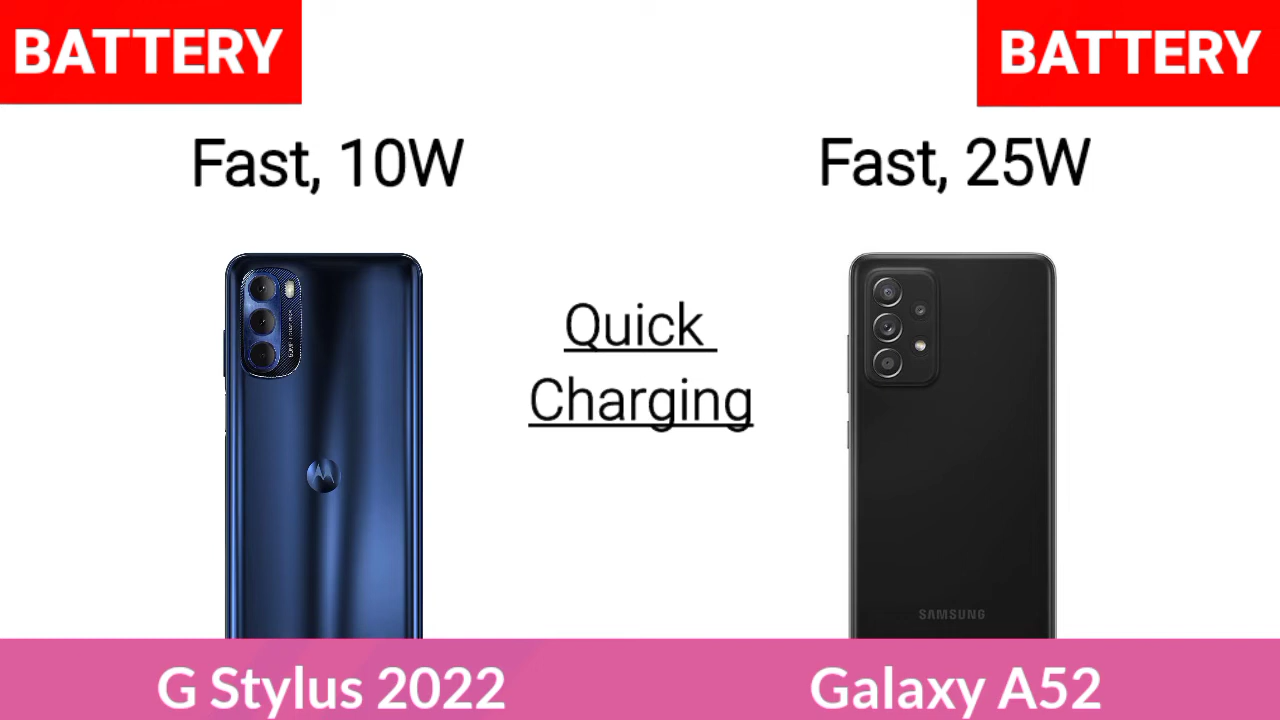 BATTERY
BATTERY
Fast, 10W
Fast, 25W
Quick
Charging
SAMSUNG
G Stylus 2022
Galaxy A52